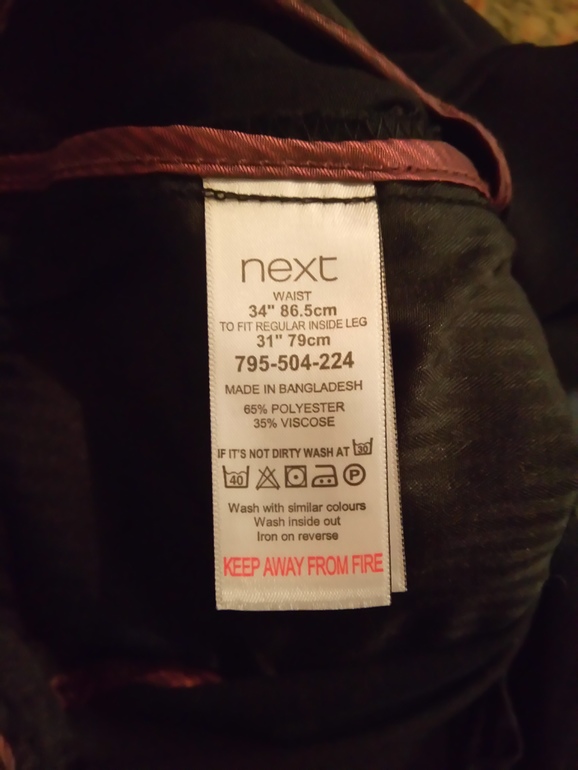 next
WAIST
34" 86.5cm
TO FIT REGULAR INSIDE LEG
31" 79cm
795-504-224
MADE IN BANGLADESH
65% POLYESTER
35% VISCOSE
IF IT'S NOT DIRTY WASH AT 30
40 P
Wash with similar colours
Wash inside out
Iron on reverse
KEEP AWAY FROM FIRE